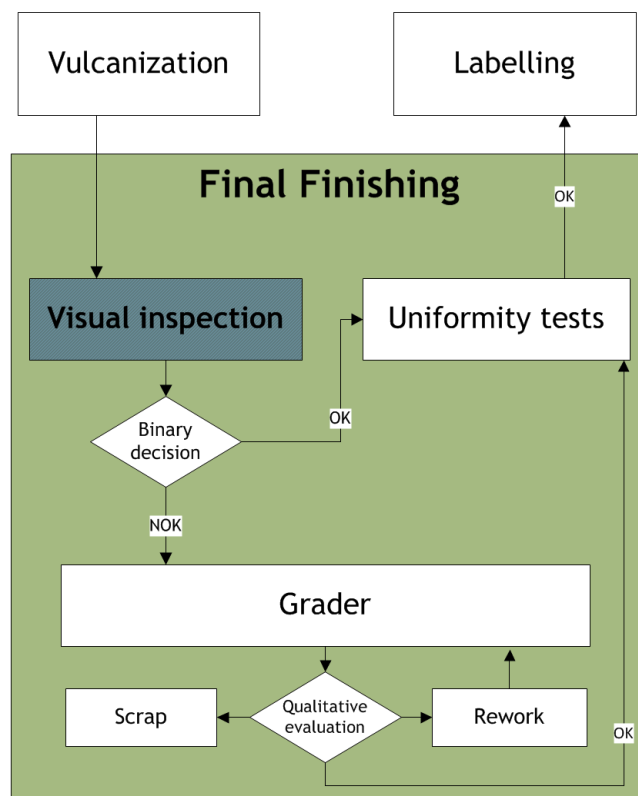 Vulcanization
Labelling
Final Finishing
OK
Visual inspection
Uniformity tests
OK
Binary
decision
NOK
Grader
Qualitative
evaluation
Scrap
Rework
OK